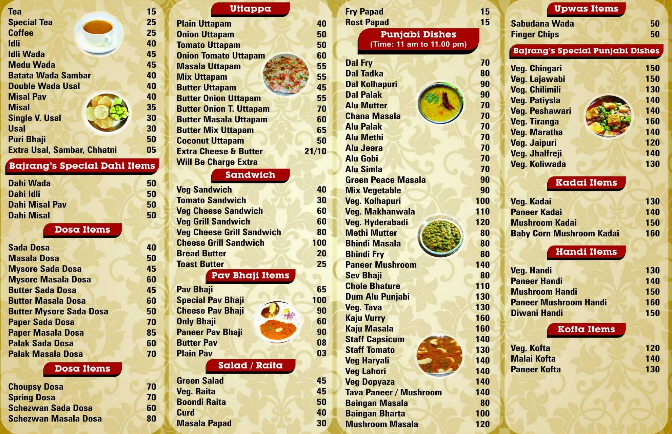 Tea 15
Special Tea 25
Coffee 25
Idli 40
Idli Wada 45
Medu Wada 45
Batata Wada Sambar 40
Double Wada Usal 40
Misal Pav 40
Misal 35
Single V. Usal 30
Usal 30
Puri Bhaji 50
Extra Usal, Sambar, Chhatni 05
Bajrang's Special Dahi Items
Dahi Wada 50
Dahi Idli 50
Dahi Misal Pav 50
Dahi Misal 50
Dosa Items
Sada Dosa 40
Masala Dosa 50
Mysore Sada Dosa 45
Mysore Masala Dosa 60
Butter Sada Dosa 45
Butter Masala Dosa 60
Butter Mysore Sada Dosa 50
Paper Sada Dosa 70
Paper Masala Dosa 85
Palak Sada Dosa 60
Palak Masala Dosa 70
Dosa Items
Choupsy Dosa 70
Spring Dosa 70
Schezwan Sada Dosa 60
Schezwan Masala Dosa 80
Uttappa
Plain Uttapam 40
Onion Uttapam 50
Tomato Uttapam 50
Onion Tomato Uttapam 60
Masala Uttapam 55
Mix Uttapam 55
Butter Uttapam 45
Butter Onion Uttapam 55
Butter Onion T. Uttapam 70
Butter Masala Uttapam 60
Butter Mix Uttapam 65
Coconut Uttapam 50
Extra Cheese & Butter 21/10
Will Be Charge Extra
Sandwich
Veg Sandwich 40
Tomato Sandwich 30
Veg Cheese Sandwich 60
Veg Grill Sandwich 60
Veg Cheese Grill Sandwich 80
Cheese Grill Sandwich 100
Bread Butter 20
Toast Butter 25
Pav Bhaji Items
Pav Bhaji 65
Special Pav Bhaji 100
Cheese Pav Bhaji 90
Only Bhaji 60
Paneer Pav Bhaji 90
Butter Pav 08
Plain Pav 03
Salad / Raita
Green Salad 45
Veg. Raita 45
Boondi Raita 50
Curd 40
Masala Papad 30
Fry Papad 15
Rost Papad 15
Punjabi Dishes
(Time: 11 am to 11.00 pm)
Dal Fry 70
Dal Tadka 80
Dal Kolhapuri 90
Dal Palak 90
Alu Mutter 70
Chana Masala 70
Alu Palak 70
Alu Methi 70
Alu Jeera 70
Alu Gobi 70
Alu Simla 70
Green Peace Masala 90
Mix Vegetable 90
Veg. Kolhapuri 100
Veg. Makhanwala 110
Veg. Hyderabadi 120
Methi Mutter 80
Bhindi Masala 80
Bhindi Fry 80
Paneer Mushroom 140
Sev Bhaji 80
Chole Bhature 110
Dum Alu Punjabi 130
Veg. Tava 130
Kaju Vurry 160
Kaju Masala 160
Staff Capsicum 140
Staff Tomato 130
Veg Haryali 140
Veg Lahori 140
Veg Dopyaza 140
Tava Paneer / Mushroom 140
Baingan Masala 80
Baingan Bharta 100
Mushroom Masala 120
Upwas Items
Sabudana Wada 50
Finger Chips 50
Bajrang's Special Punjabi Dishes
Veg. Chingari 150
Veg. Lajawabi 150
Veg. Chilimili 130
Veg. Patiysla 140
Veg. Peshawari 140
Veg. Tiranga 160
Veg. Maratha 140
Veg. Jaipuri 120
Veg. Jhalfreji 140
Veg. Koliwada 130
Kadai Items
Veg. Kadai 130
Paneer Kadai 140
Mushroom Kadai 150
Baby Corn Mushroom Kadai 160
Handi Items
Veg. Handi 130
Paneer Handi 140
Mushroom Handi 150
Paneer Mushroom Handi 160
Diwani Handi 150
Kofta Items
Veg. Kofta 120
Malai Kofta 140
Paneer Kofta 130